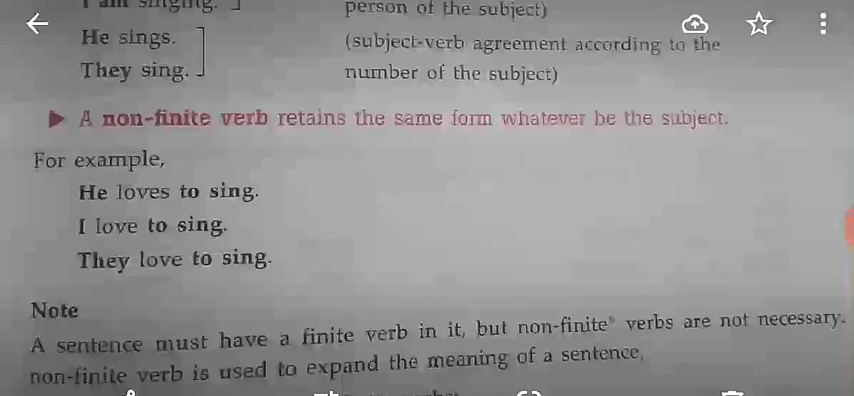 I am singing. ]
person of the subject)
He sings.
They sing.
(subject-verb agreement according to the
number of the subject)
▶ A non-finite verb retains the same form whatever be the subject.
For example,
He loves to sing.
I love to sing.
They love to sing.
Note
A sentence must have a finite verb in it, but non-finite verbs are not necessary.
non-finite verb is used to expand the meaning of a sentence,